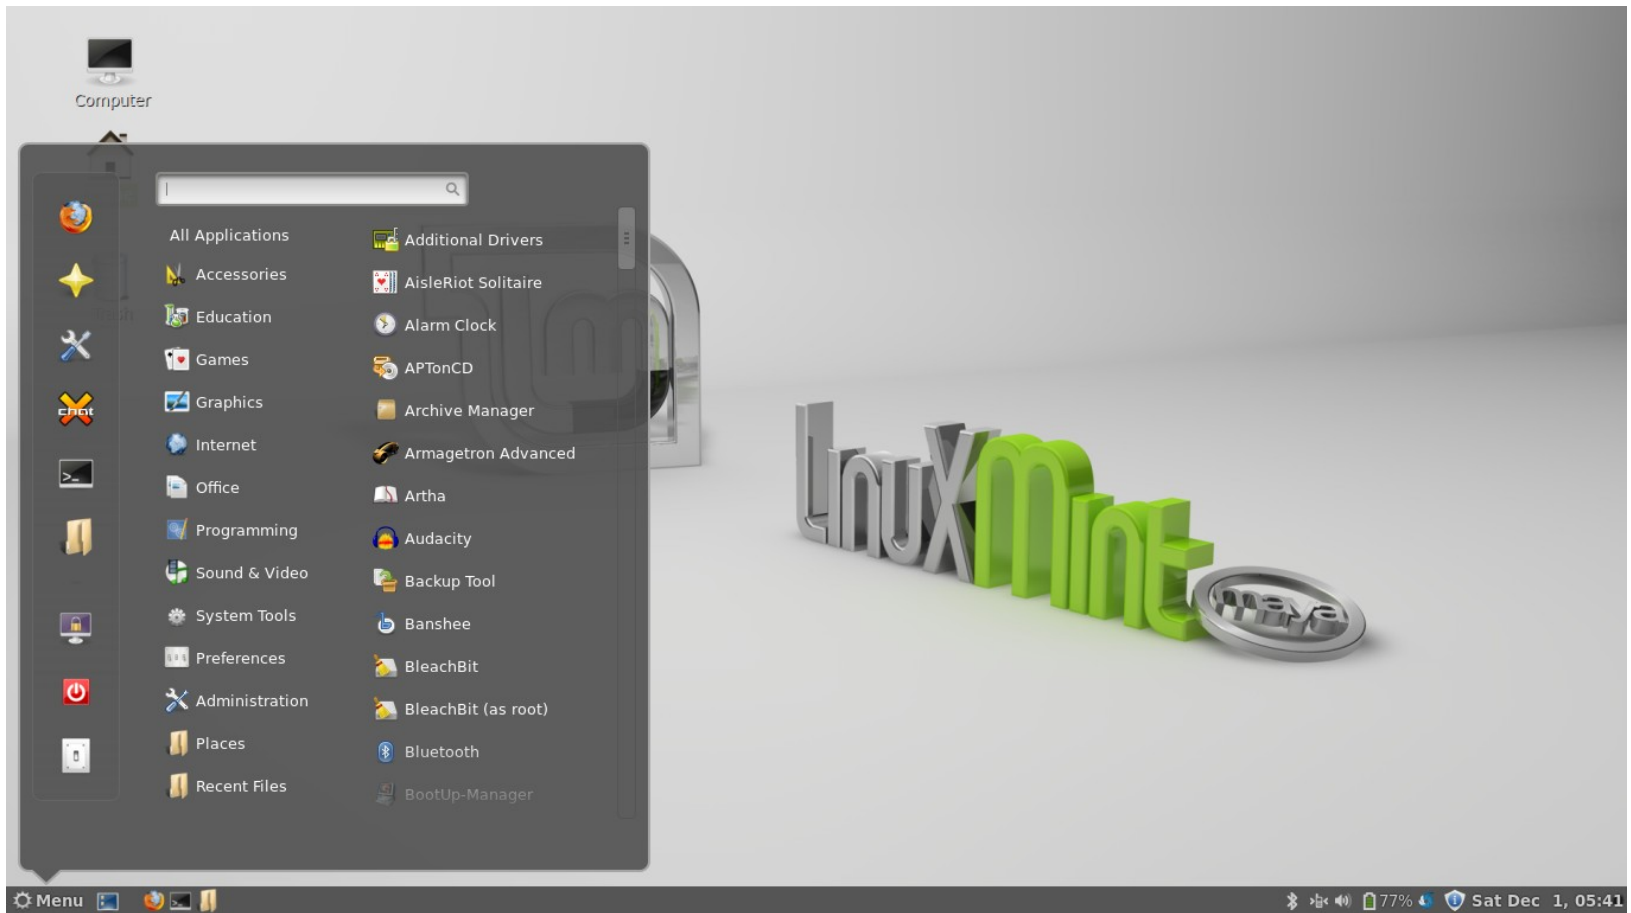 Computer
All Applications
Accessories
Education
Games
Graphics
Internet
Office
Programming
Sound & Video
System Tools
Preferences
Administration
Places
Recent Files
Additional Drivers
AisleRiot Solitaire
Alarm Clock
APTonCD
Archive Manager
Armagetron Advanced
Artha
Audacity
Backup Tool
Banshee
BleachBit
BleachBit (as root)
Bluetooth
BootUp-Manager
chat
LinuxMint
maya
Menu
77%
Sat Dec 1, 05:41